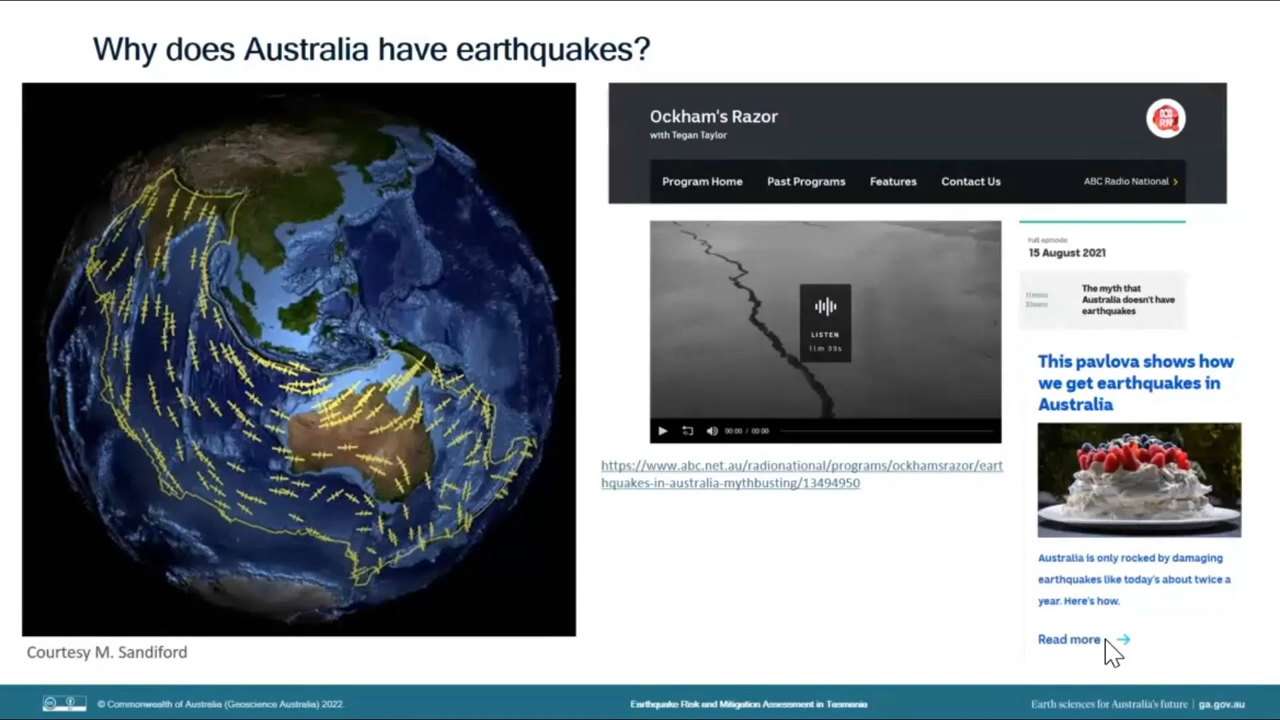 Why does Australia have earthquakes?
Courtesy M. Sandiford
Ockham's Razor
with Tegan Taylor
Program Home
Past Programs
Features
Contact Us
ABC Radio National
LISTEN
11m 33s
00:00 / 00:00
https://www.abc.net.au/radionational/programs/ockhamsrazor/eart
hquakes-in-australia-mythbusting/13494950
Full episode
15 August 2021
The myth that
Australia doesn't have
earthquakes
This pavlova shows how
we get earthquakes in
Australia
Australia is only rocked by damaging
earthquakes like today's about twice a
year. Here's how.
Read more
© Commonwealth of Australia (Geoscience Australia) 2022.
Earthquake Risk and Mitigation Assessment in Tasmania
Earth sciences for Australia's future | ga.gov.au